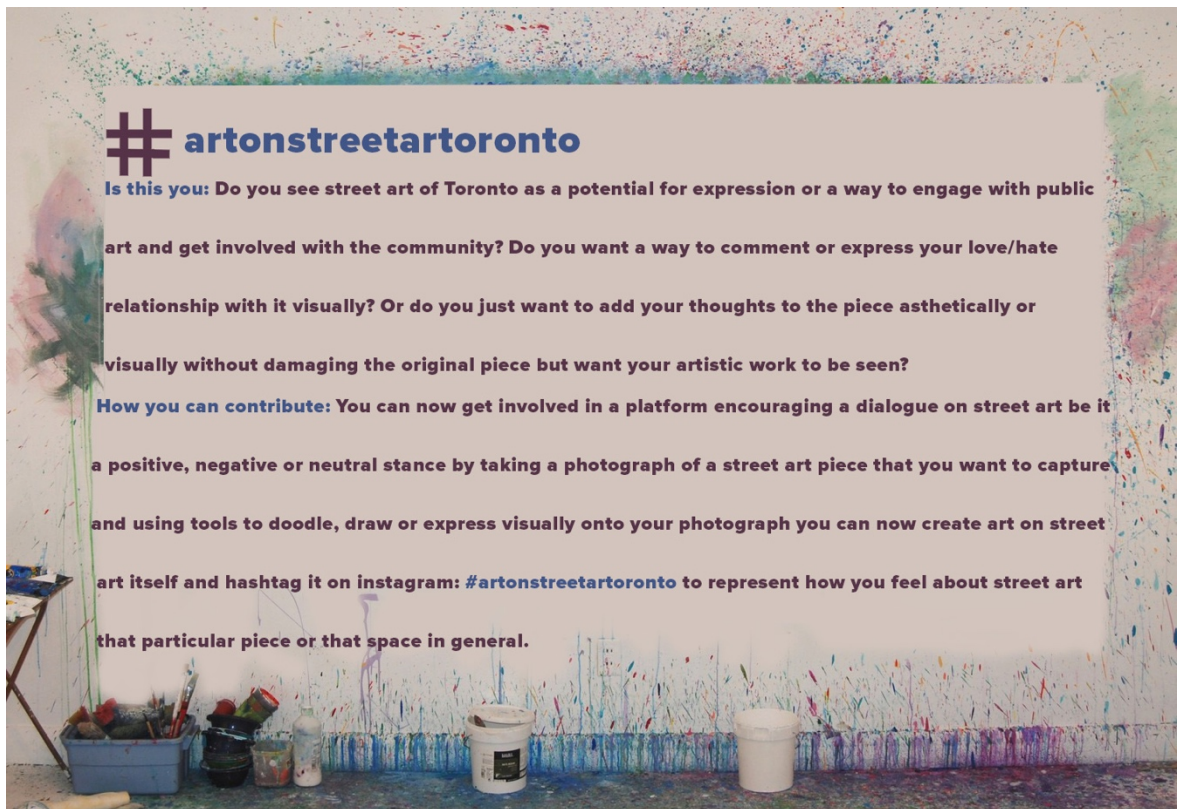 # artonstreetartoronto
Is this you: Do you see street art of Toronto as a potential for expression or a way to engage with public
art and get involved with the community? Do you want a way to comment or express your love/hate
relationship with it visually? Or do you just want to add your thoughts to the piece asthetically or
visually without damaging the original piece but want your artistic work to be seen?
How you can contribute: You can now get involved in a platform encouraging a dialogue on street art be it
a positive, negative or neutral stance by taking a photograph of a street art piece that you want to capture
and using tools to doodle, draw or express visually onto your photograph you can now create art on street
art itself and hashtag it on instagram: #artonstreetartoronto to represent how you feel about street art
that particular piece or that space in general.